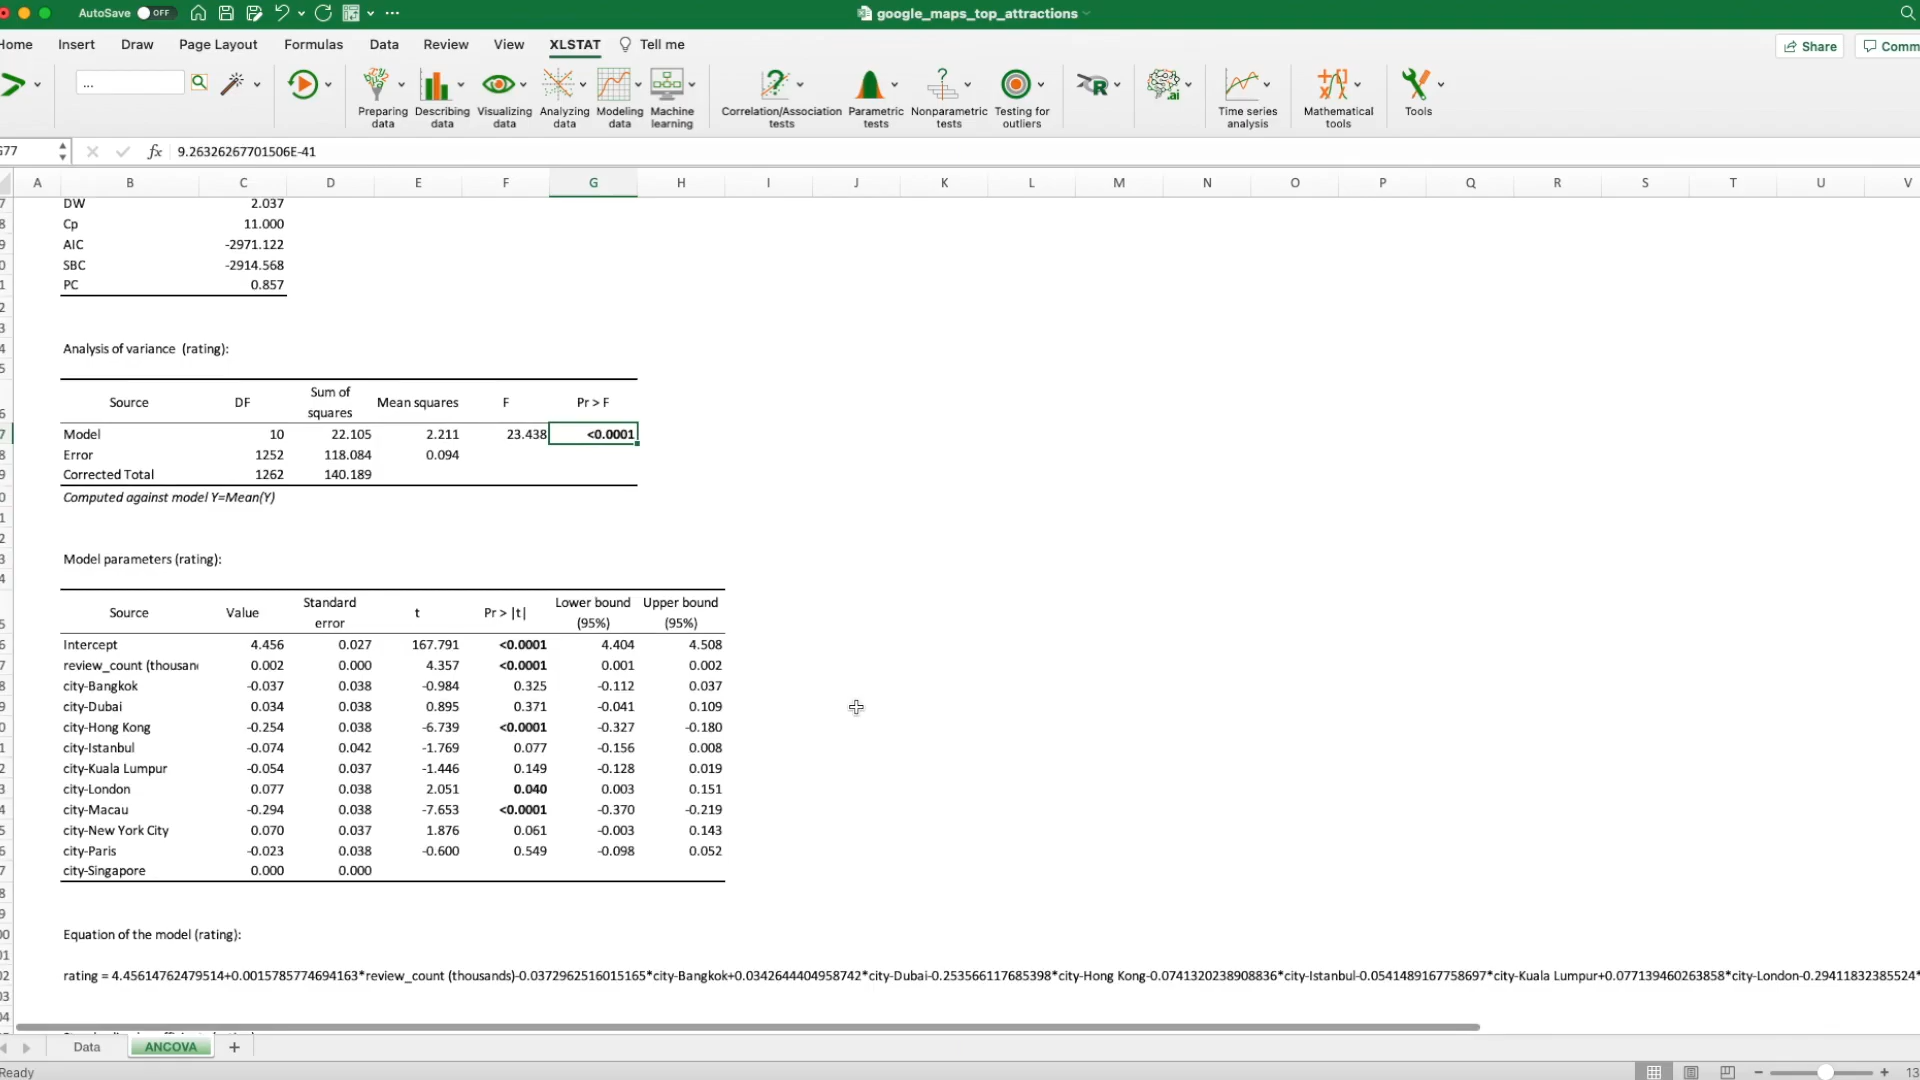 AutoSave OFF google_maps_top_attractions
Home Insert Draw Page Layout Formulas Data Review View XLSTAT Tell me Share Comm
...
Preparing data Describing data Visualizing data Analyzing data Modeling data Machine learning Correlation/Association tests Parametric tests Nonparametric tests Testing for outliers R .ai Time series analysis Mathematical tools Tools
G77 fx 9.26326267701506E-41
A B C D E F G H I J K L M N O P Q R S T U V
DW 2.037
Cp 11.000
AIC -2971.122
SBC -2914.568
PC 0.857
Analysis of variance (rating):
Source DF Sum of squares Mean squares F Pr > F
Model 10 22.105 2.211 23.438 <0.0001
Error 1252 118.084 0.094
Corrected Total 1262 140.189
Computed against model Y=Mean(Y)
Model parameters (rating):
Source Value Standard error t Pr > |t| Lower bound (95%) Upper bound (95%)
Intercept 4.456 0.027 167.791 <0.0001 4.404 4.508
review_count (thousan 0.002 0.000 4.357 <0.0001 0.001 0.002
city-Bangkok -0.037 0.038 -0.984 0.325 -0.112 0.037
city-Dubai 0.034 0.038 0.895 0.371 -0.041 0.109
city-Hong Kong -0.254 0.038 -6.739 <0.0001 -0.327 -0.180
city-Istanbul -0.074 0.042 -1.769 0.077 -0.156 0.008
city-Kuala Lumpur -0.054 0.037 -1.446 0.149 -0.128 0.019
city-London 0.077 0.038 2.051 0.040 0.003 0.151
city-Macau -0.294 0.038 -7.653 <0.0001 -0.370 -0.219
city-New York City 0.070 0.037 1.876 0.061 -0.003 0.143
city-Paris -0.023 0.038 -0.600 0.549 -0.098 0.052
city-Singapore 0.000 0.000
Equation of the model (rating):
rating = 4.45614762479514+0.0015785774694163*review_count (thousands)-0.0372962516015165*city-Bangkok+0.0342644404958742*city-Dubai-0.253566117685398*city-Hong Kong-0.0741320238908836*city-Istanbul-0.0541489167758697*city-Kuala Lumpur+0.077139460263858*city-London-0.29411832385524*
Data ANCOVA +
Ready 13